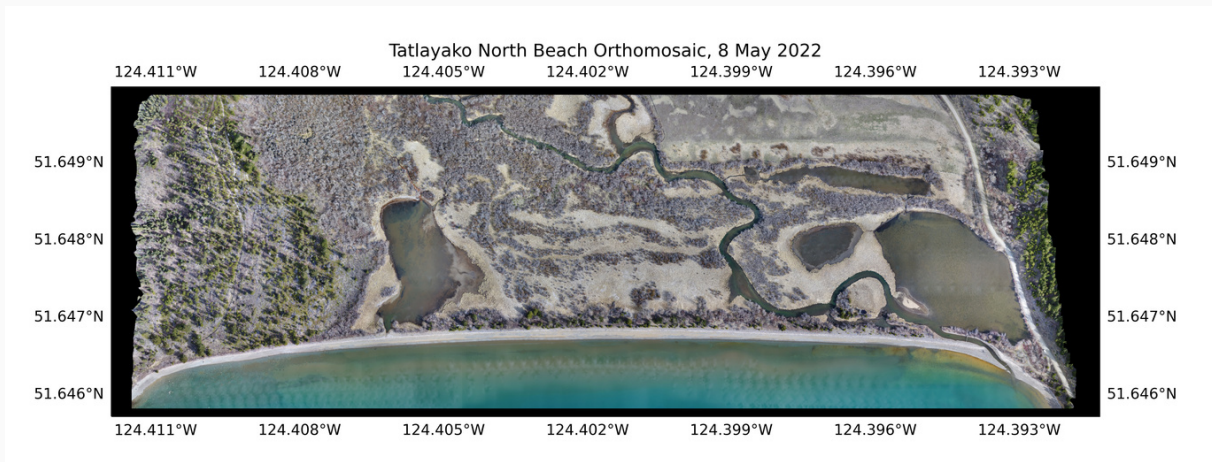 Tatlayako North Beach Orthomosaic, 8 May 2022
124.411°W 124.408°W 124.405°W 124.402°W 124.399°W 124.396°W 124.393°W
51.649°N 51.649°N
51.648°N 51.648°N
51.647°N 51.647°N
51.646°N 51.646°N
124.411°W 124.408°W 124.405°W 124.402°W 124.399°W 124.396°W 124.393°W